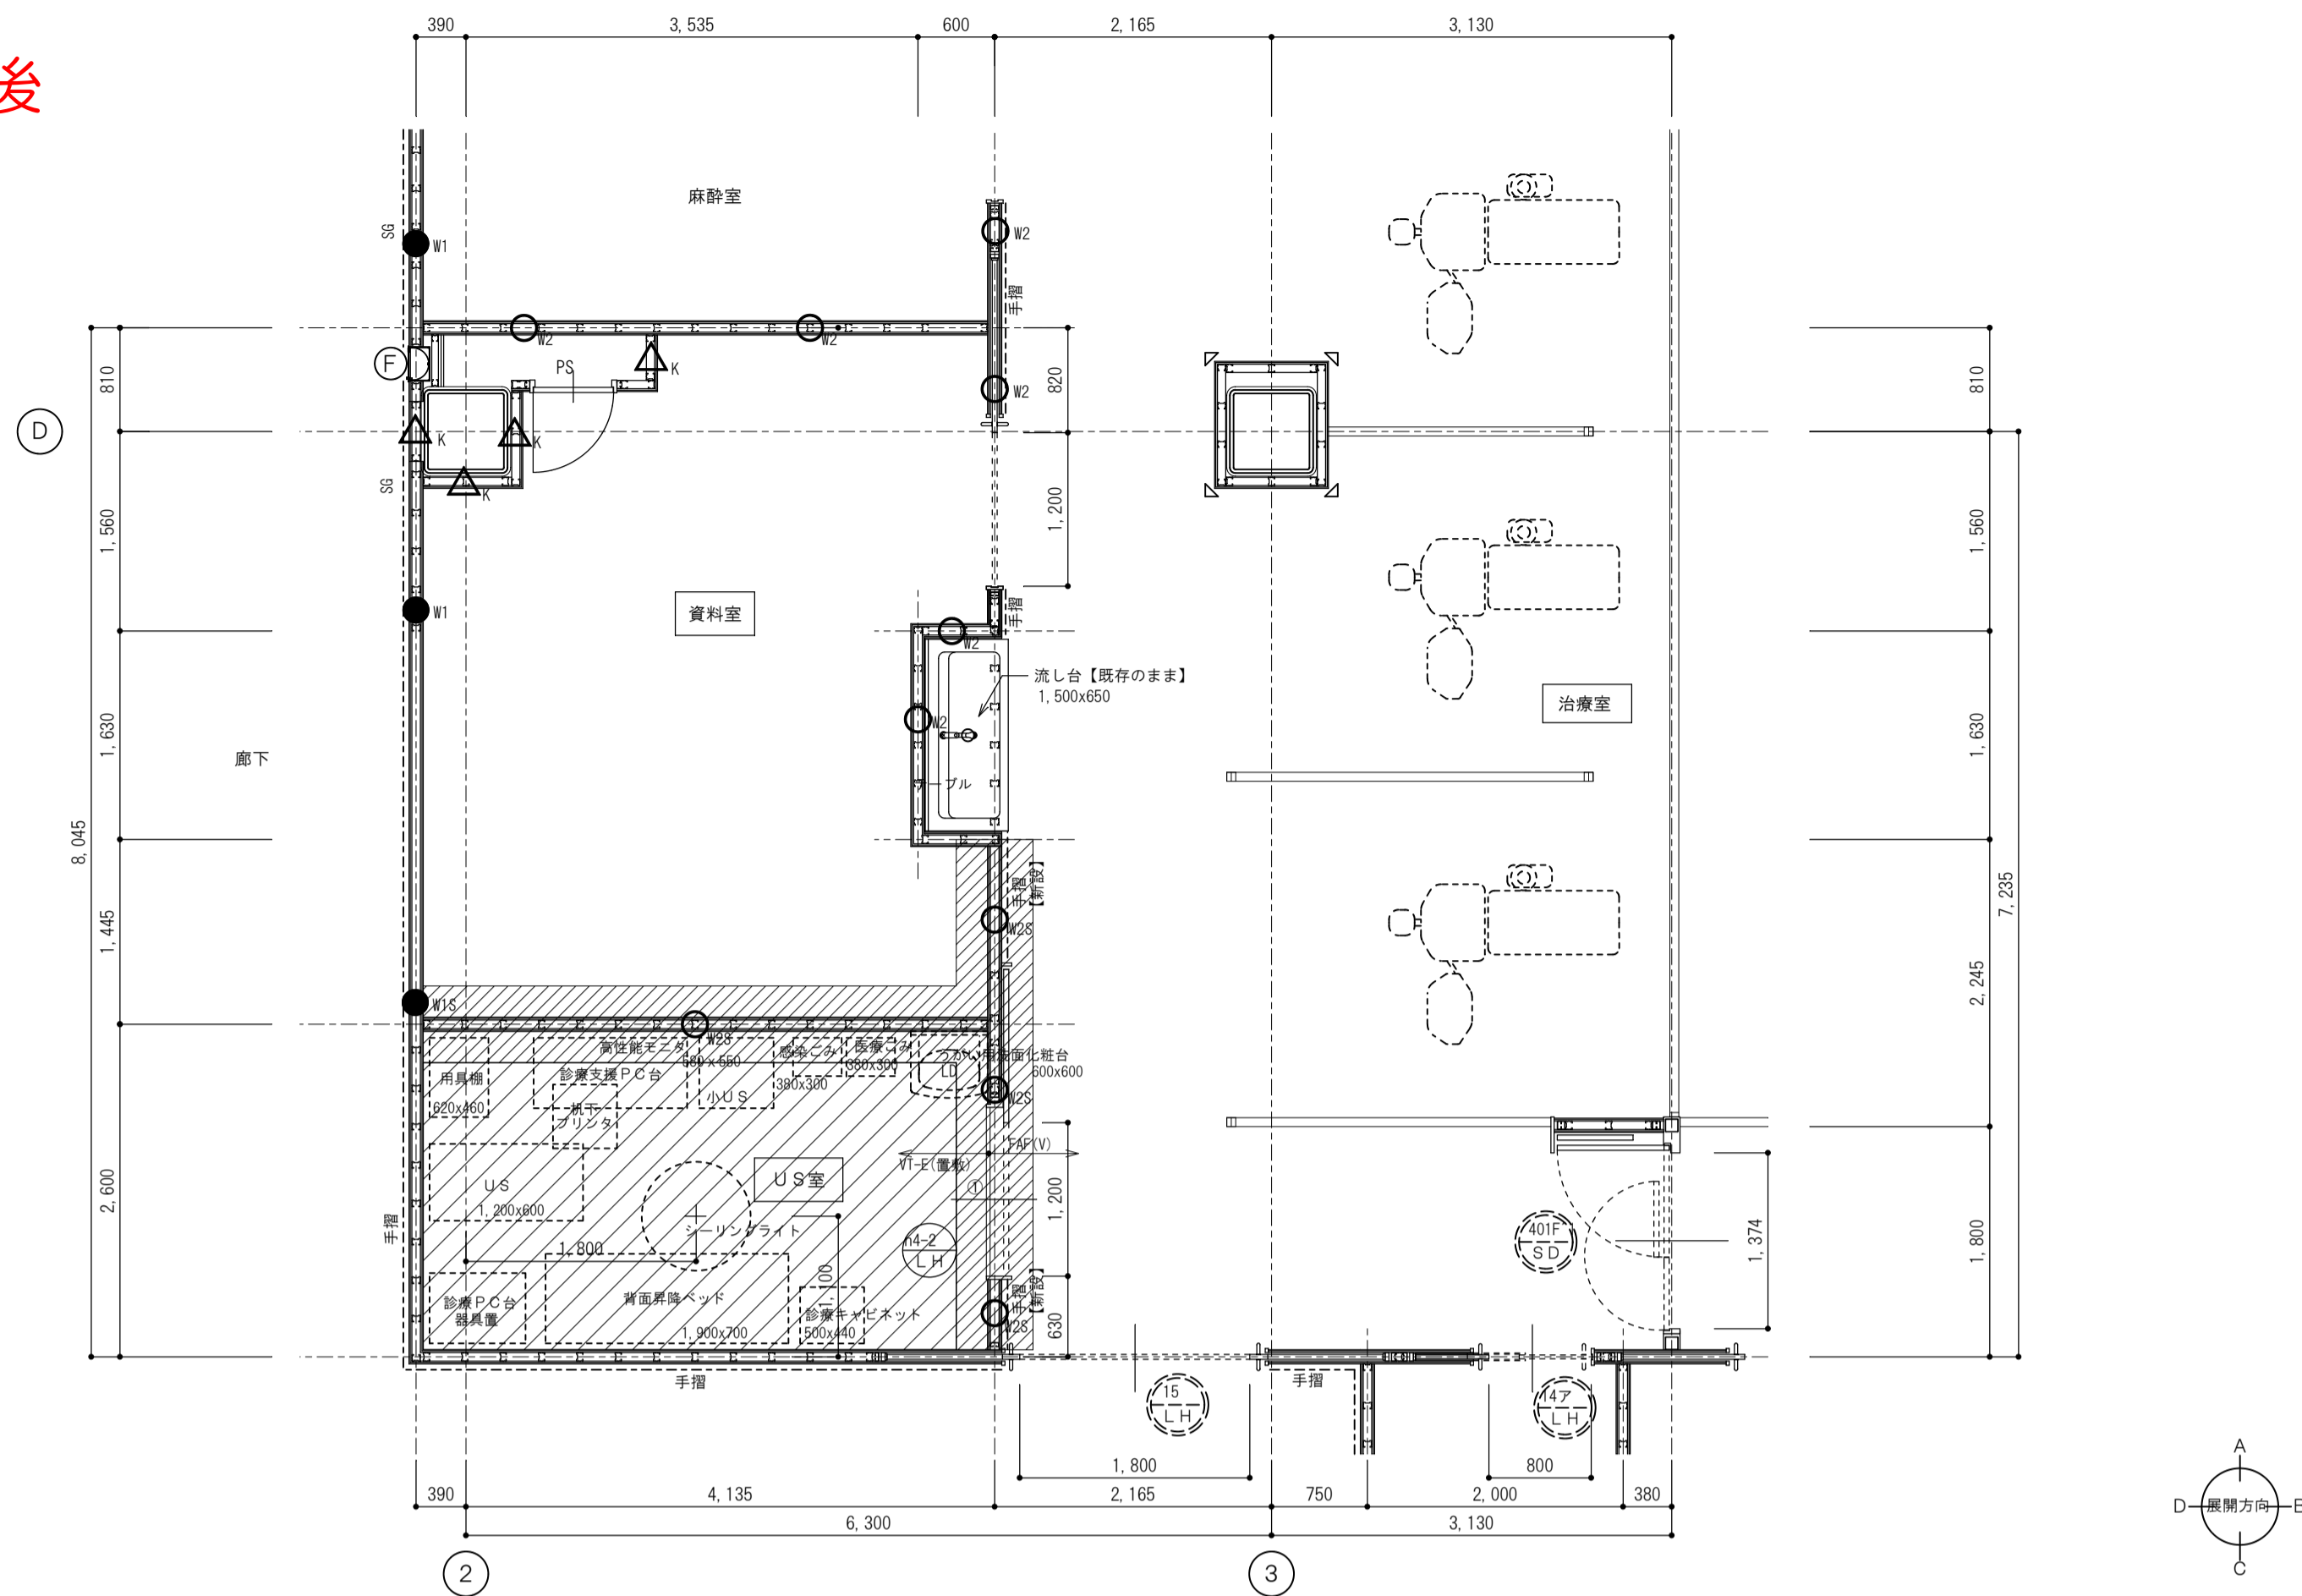 390
3,535
600
2,165
3,130
後
麻酔室
SG
W1
W2
手摺
W2
W2
PS
K
F
810
820
W2
810
D
K
K
K
SG
1,560
1,200
1,560
W1
資料室
手摺
W2
流し台【既存のまま】
1,500x650
治療室
W2
1,630
1,630
廊下
テーブル
8,045
手摺
【新設】
7,235
1,445
W2S
2,245
W1S
W2S
高性能モニタ
580x550
感染ごみ
380x300
医療ごみ
380x300
うがい用洗面化粧台
600x600
LD
用具棚
620x460
診療支援PC台
小US
W2S
机下
プリンタ
FAF(V)
VT-E(置敷)
①
US室
US
1,200x600
2,600
1,200
1,374
1,800
手摺
シーリングライト
h4-2
LH
401F
SD
1,800
1,100
背面昇降ベッド
1,900x700
診療PC台
器具置
診療キャビネット
500x440
手摺
【新設】
W2S
630
手摺
手摺
15
LH
14ア
LH
1,800
800
390
4,135
2,165
750
2,000
380
6,300
3,130
2
3
A
D
展開方向
B
C